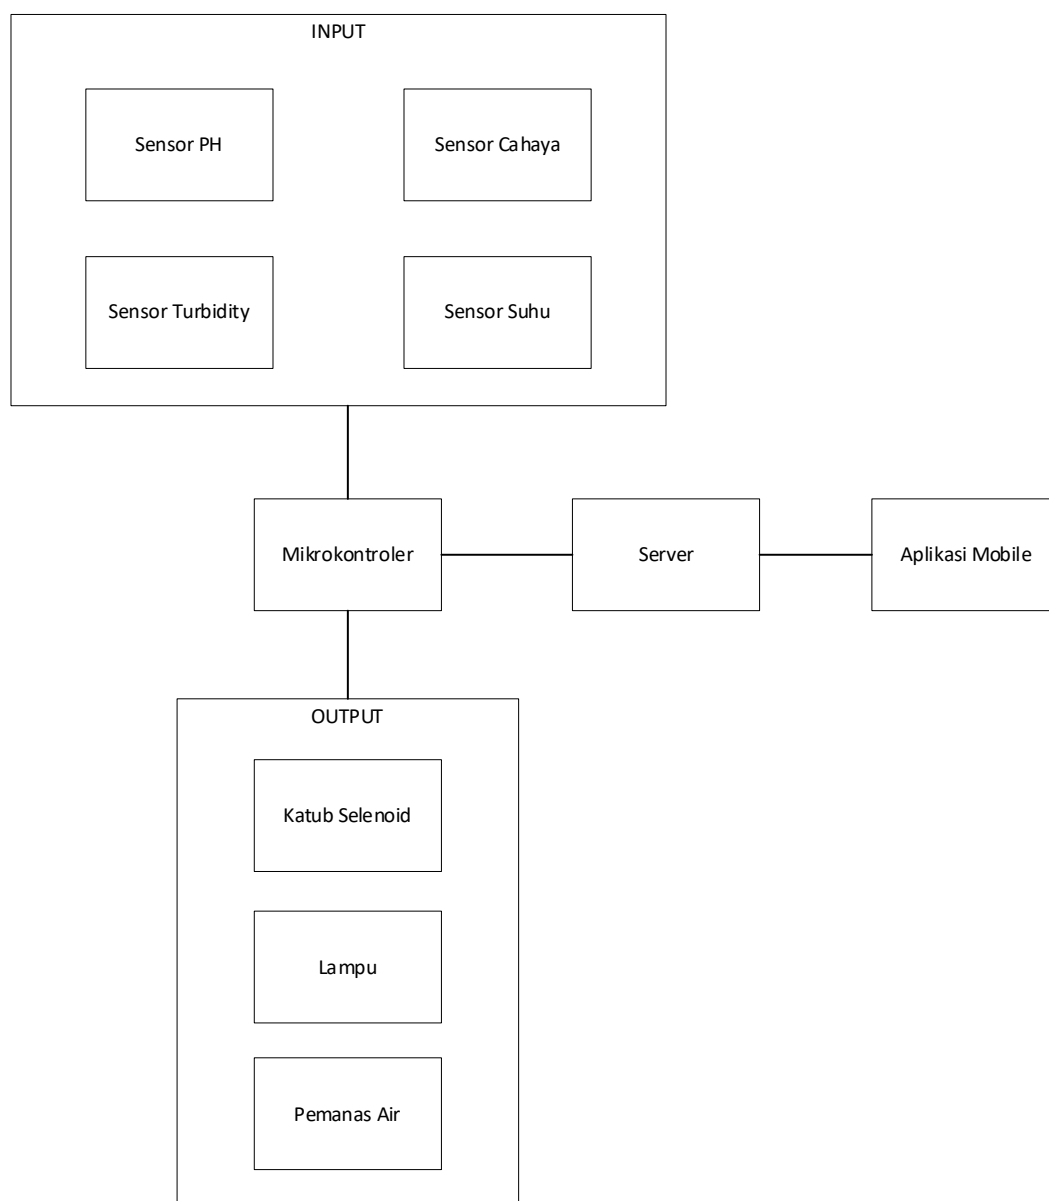 INPUT
Sensor PH
Sensor Cahaya
Sensor Turbidity
Sensor Suhu
Mikrokontroler
Server
Aplikasi Mobile
OUTPUT
Katub Selenoid
Lampu
Pemanas Air